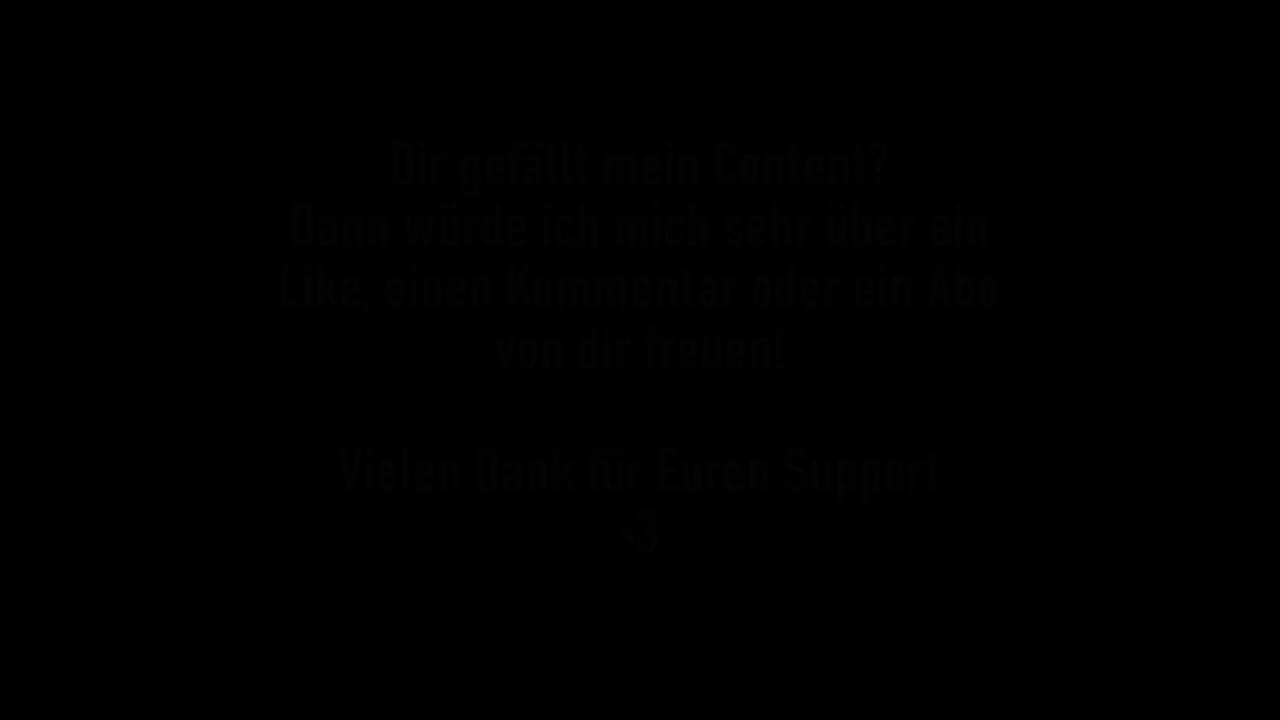 Dir gefällt mein Content?
Dann würde ich mich sehr über ein
Like, einen Kommentar oder ein Abo
von dir freuen!
Vielen Dank für Euren Support
<3